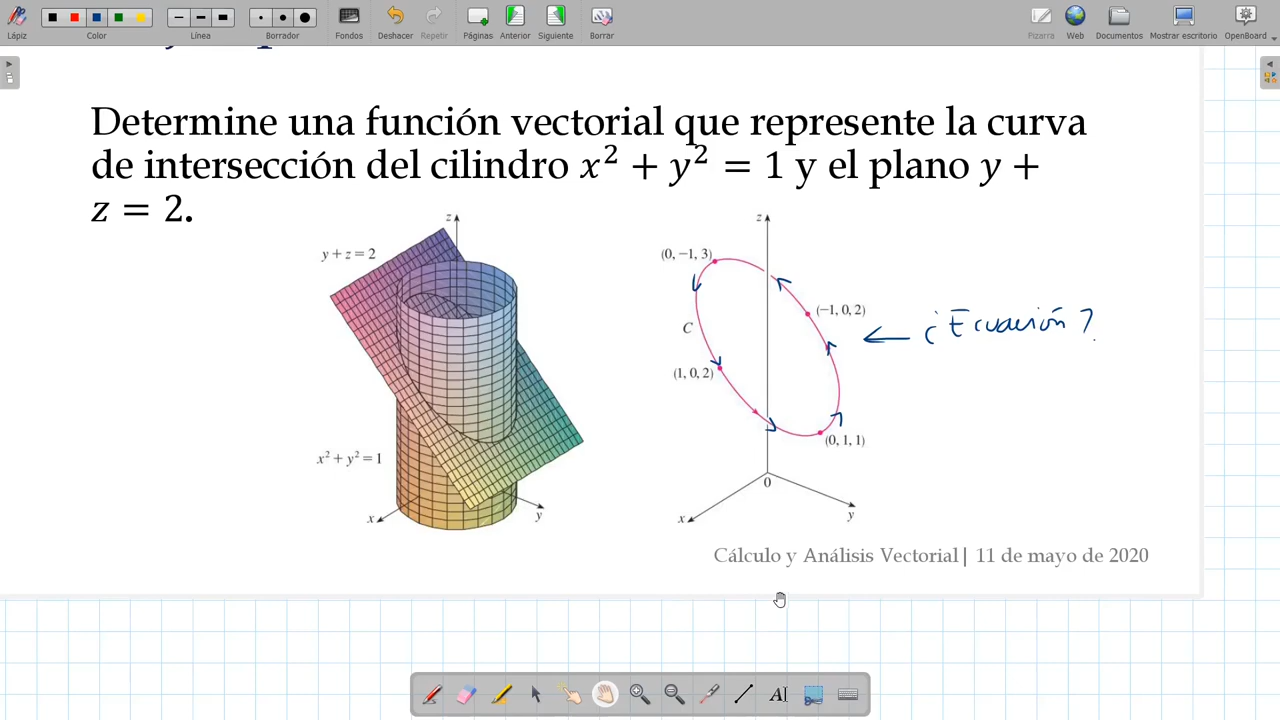 Lápiz Color Línea Borrador Fondos Deshacer Repetir Páginas Anterior Siguiente Borrar Pizarra Web Documentos Mostrar escritorio OpenBoard
Determine una función vectorial que represente la curva
de intersección del cilindro x² + y² = 1 y el plano y +
z = 2.
z
y + z = 2
x² + y² = 1
x
y
z
(0, −1, 3)
(−1, 0, 2)
¿Ecuación?
C
(1, 0, 2)
(0, 1, 1)
0
x
y
Cálculo y Análisis Vectorial| 11 de mayo de 2020
AI